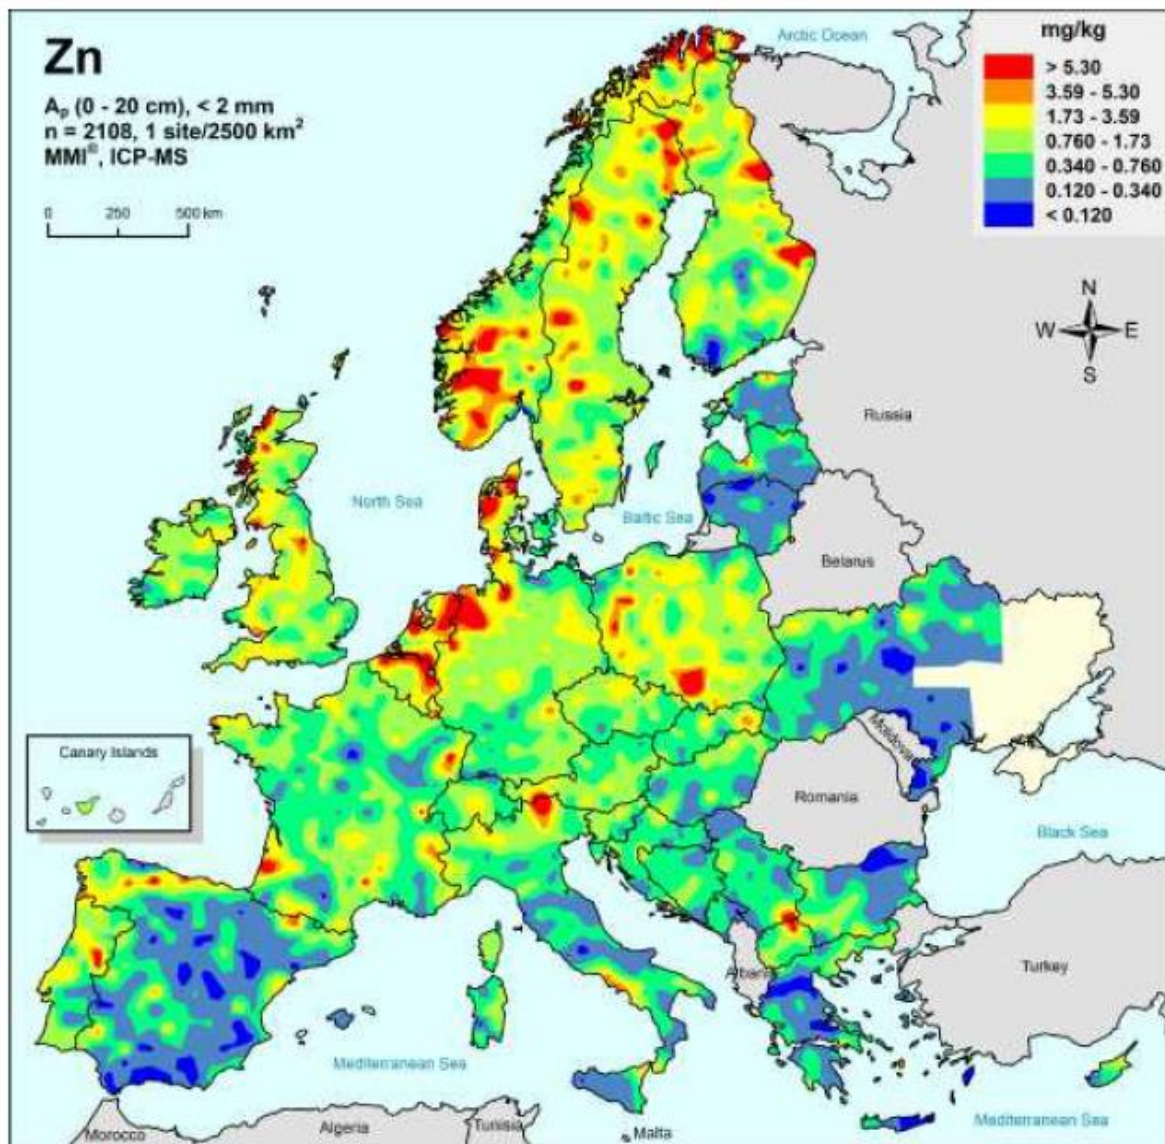 Zn
Aₚ (0 - 20 cm), < 2 mm
n = 2108, 1 site/2500 km²
MMI®, ICP-MS
0 250 500 km
Arctic Ocean
mg/kg
> 5.30
3.59 - 5.30
1.73 - 3.59
0.760 - 1.73
0.340 - 0.760
0.120 - 0.340
< 0.120
N
W E
S
Russia
North Sea
Baltic Sea
Belarus
Moldova
Canary Islands
Romania
Black Sea
Albania
Turkey
Mediterranean Sea
Mediterranean Sea
Morocco
Algeria
Tunisia
Malta